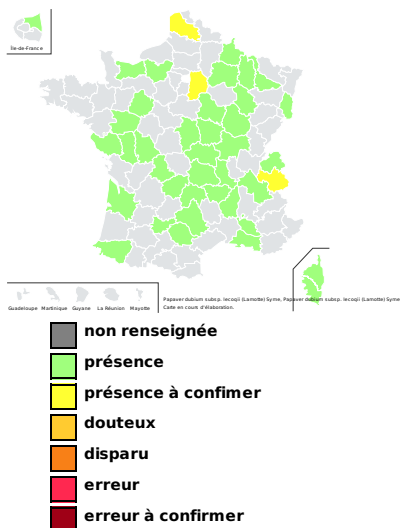 Île-de-France
Guadeloupe Martinique Guyane La Réunion Mayotte
Papaver dubium subsp. lecoqii (Lamotte) Syme, Papaver dubium subsp. lecoqii (Lamotte) Syme
Carte en cours d'élaboration.
non renseignée
présence
présence à confimer
douteux
disparu
erreur
erreur à confirmer